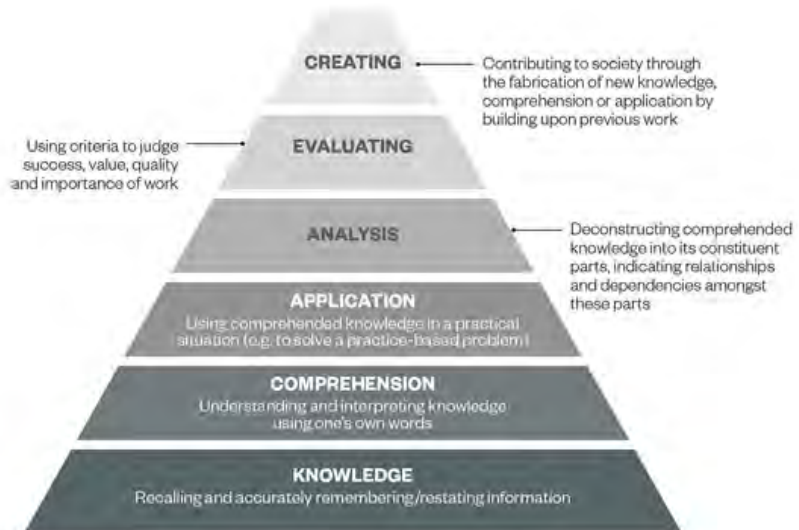 CREATING
Contributing to society through
the fabrication of new knowledge,
comprehension or application by
building upon previous work
Using criteria to judge
success, value, quality
and importance of work
EVALUATING
ANALYSIS
Deconstructing comprehended
knowledge into its constituent
parts, indicating relationships
and dependencies amongst
these parts
APPLICATION
Using comprehended knowledge in a practical
situation (e.g. to solve a practice-based problem)
COMPREHENSION
Understanding and interpreting knowledge
using one's own words
KNOWLEDGE
Recalling and accurately remembering/restating information